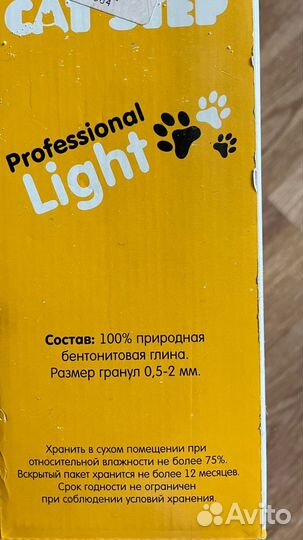 CAT STEP
Professional
Light
Состав: 100% природная
бентонитовая глина.
Размер гранул 0,5-2 мм.
Хранить в сухом помещении при
относительной влажности не более 75%.
Вскрытый пакет хранится не более 12 месяцев.
Срок годности не ограничен
при соблюдении условий хранения.
Avito